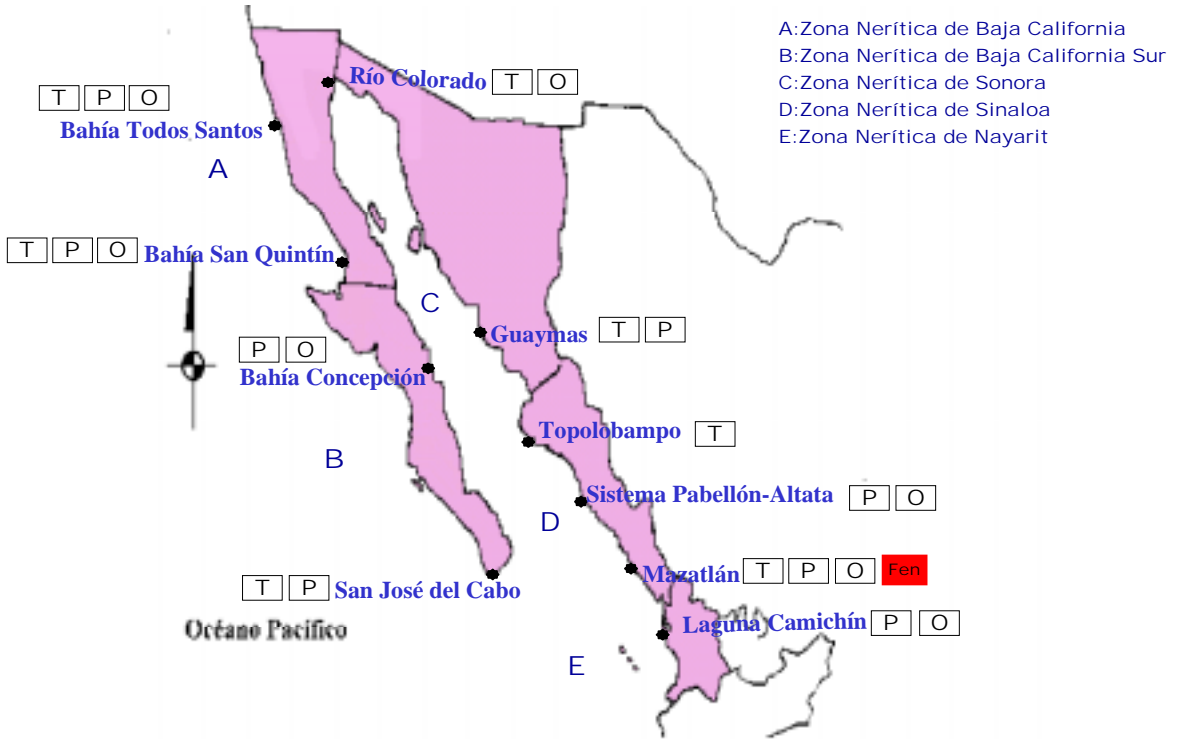 A:Zona Nerítica de Baja California
B:Zona Nerítica de Baja California Sur
C:Zona Nerítica de Sonora
D:Zona Nerítica de Sinaloa
E:Zona Nerítica de Nayarit
Río Colorado T O
T P O
Bahía Todos Santos
A
T P O Bahía San Quintín
C
Guaymas T P
P O
Bahía Concepción
Topolobampo T
B
Sistema Pabellón-Altata P O
D
Mazatlán T P O Fen
T P San José del Cabo
Laguna Camichín P O
Océano Pacífico
E